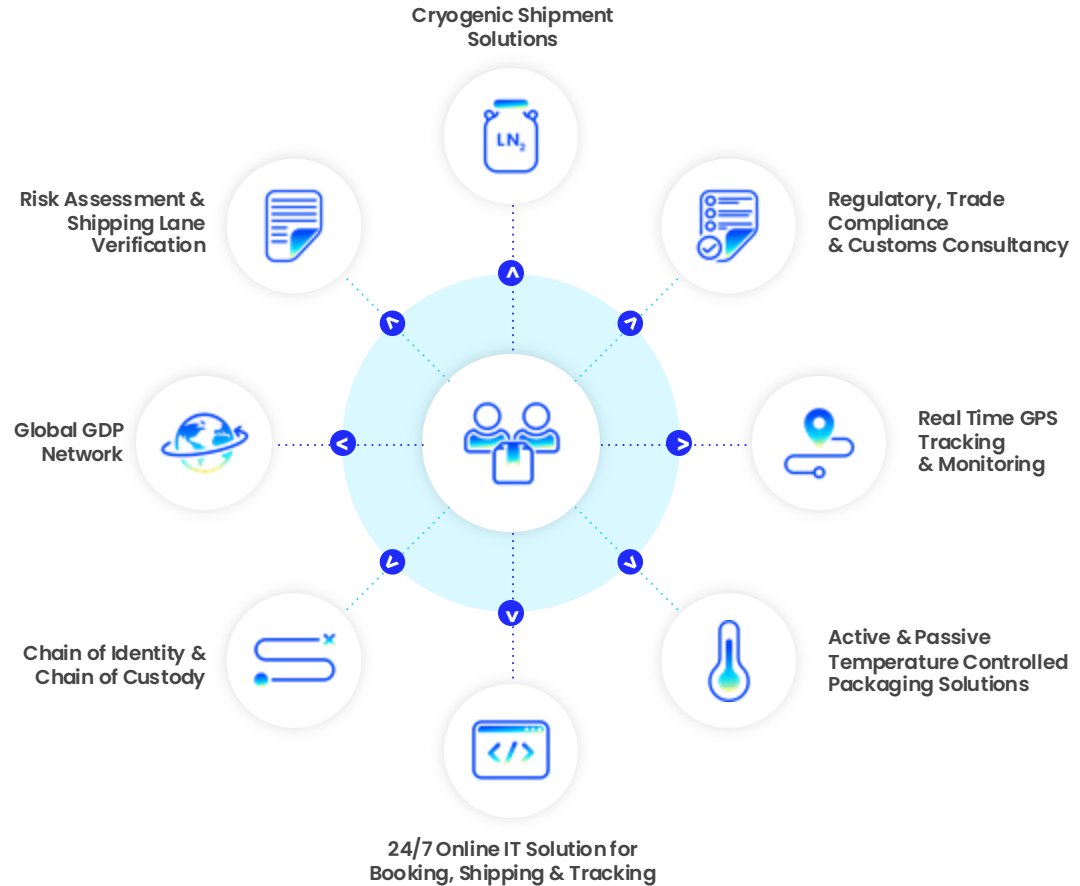 Cryogenic Shipment
Solutions
LN2
Risk Assessment &
Shipping Lane
Verification
Regulatory, Trade
Compliance
& Customs Consultancy
Global GDP
Network
Real Time GPS
Tracking
& Monitoring
Chain of Identity &
Chain of Custody
Active & Passive
Temperature Controlled
Packaging Solutions
</>
24/7 Online IT Solution for
Booking, Shipping & Tracking